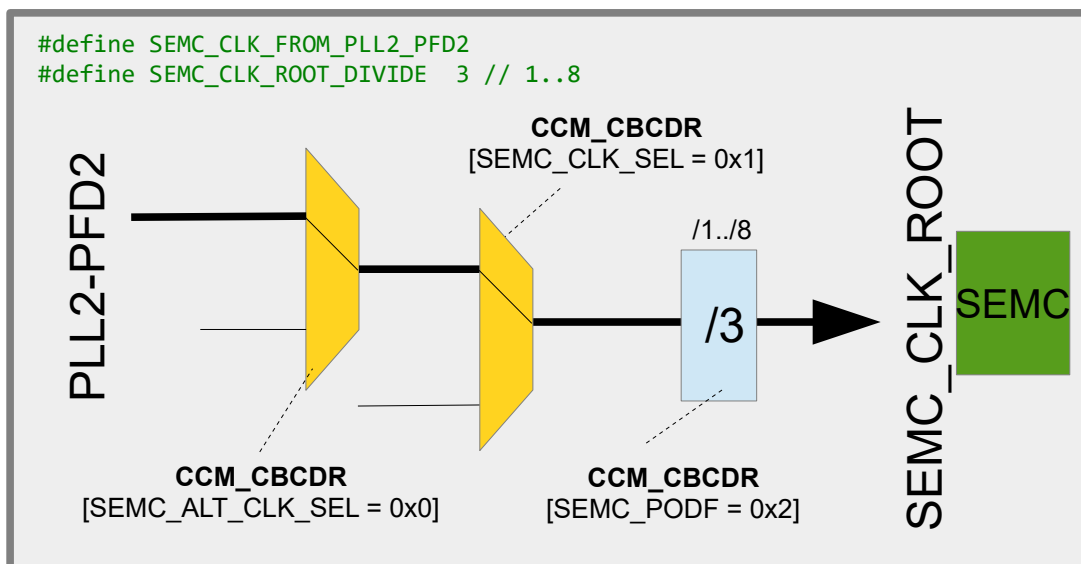 #define SEMC_CLK_FROM_PLL2_PFD2
#define SEMC_CLK_ROOT_DIVIDE  3 // 1..8
CCM_CBCDR
[SEMC_CLK_SEL = 0x1]
PLL2-PFD2
/1../8
/3
SEMC_CLK_ROOT
SEMC
CCM_CBCDR
[SEMC_ALT_CLK_SEL = 0x0]
CCM_CBCDR
[SEMC_PODF = 0x2]